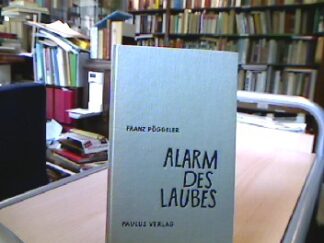 FRANZ PÖGGELER
ALARM
DES
LAUBES
PAULUS VERLAG